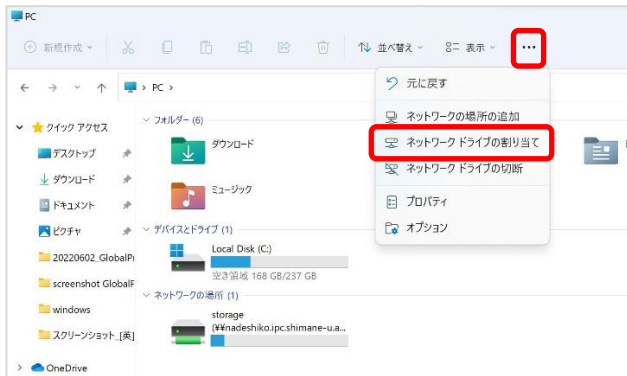 PC
新規作成
並べ替え
表示
PC
元に戻す
ネットワークの場所の追加
ネットワーク ドライブの割り当て
ネットワーク ドライブの切断
プロパティ
オプション
クイック アクセス
デスクトップ
ダウンロード
ドキュメント
ピクチャ
20220602_GlobalPr
screenshot GlobalP
windows
スクリーンショット_[英]
OneDrive
フォルダー (6)
ダウンロード
ミュージック
デバイスとドライブ (1)
Local Disk (C:)
空き領域 168 GB/237 GB
ネットワークの場所 (1)
storage
(¥¥nadeshiko.ipc.shimane-u.a...